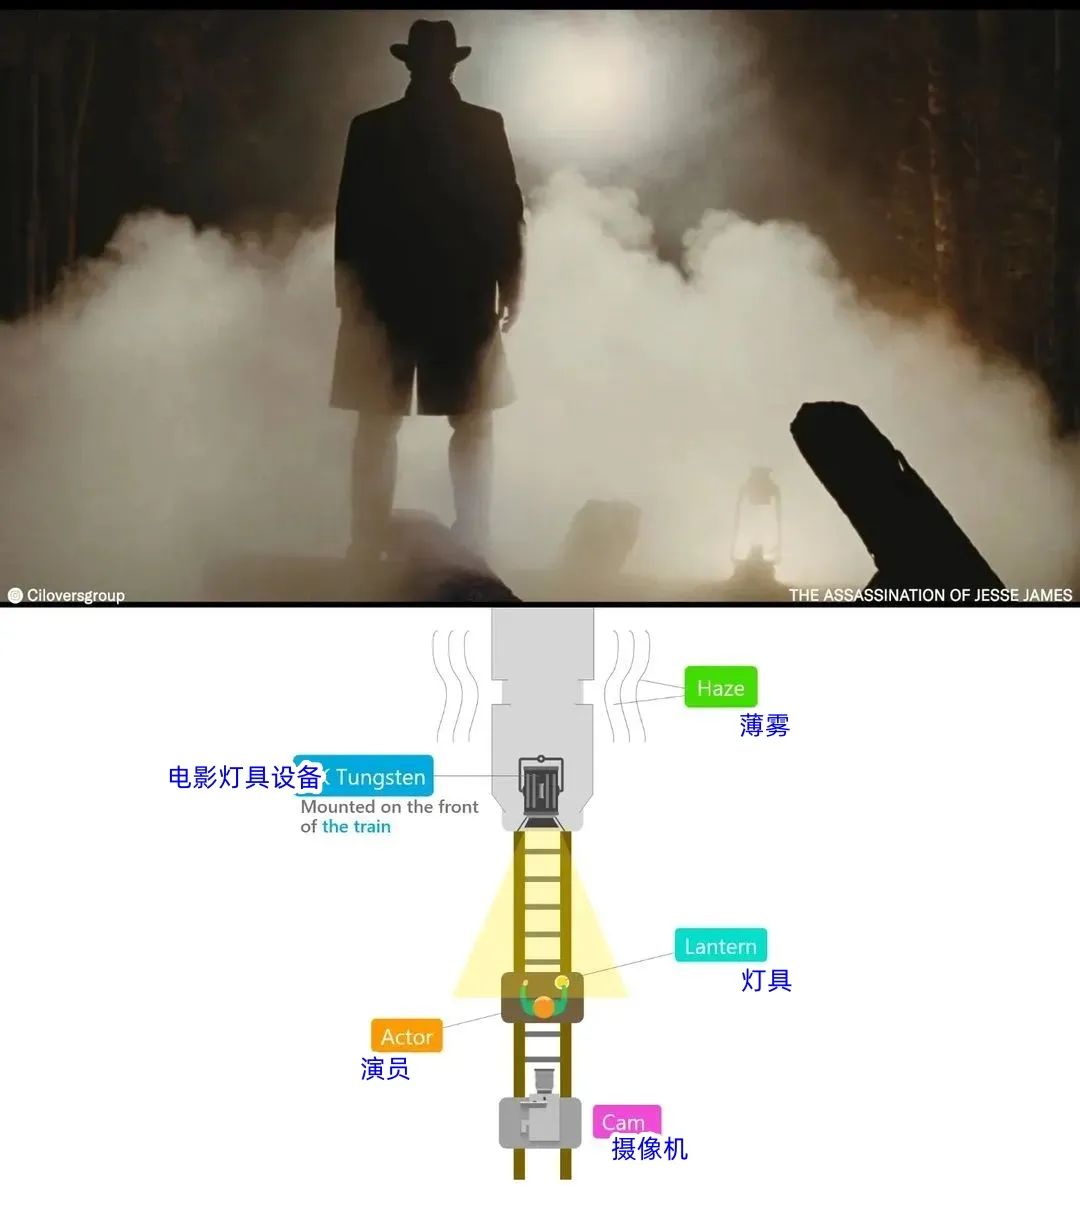 Ciloversgroup
THE ASSASSINATION OF JESSE JAMES
Haze
薄雾
电影灯具设备
Tungsten
Mounted on the front
of the train
Lantern
灯具
Actor
演员
Cam
摄像机